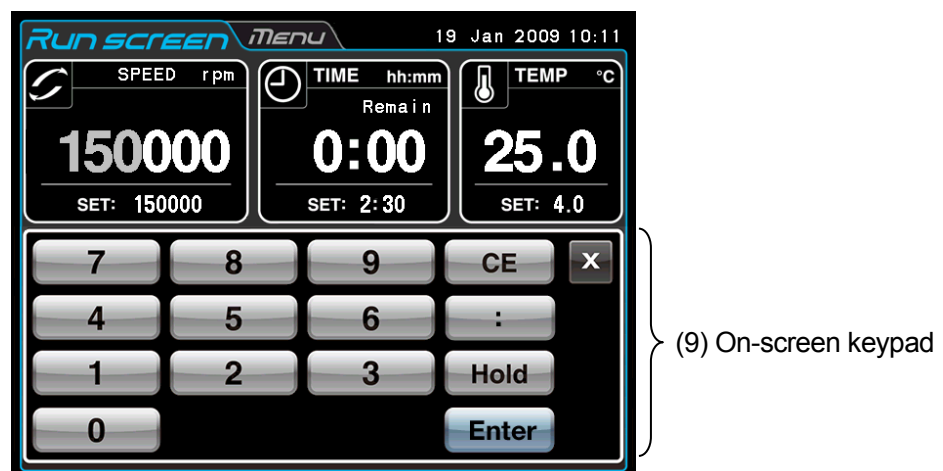 Run screen Menu 19 Jan 2009 10:11
SPEED rpm TIME hh:mm TEMP °C
Remain
150000 0:00 25.0
SET: 150000 SET: 2:30 SET: 4.0
7 8 9 CE X
4 5 6 :
(9) On-screen keypad
1 2 3 Hold
0 Enter